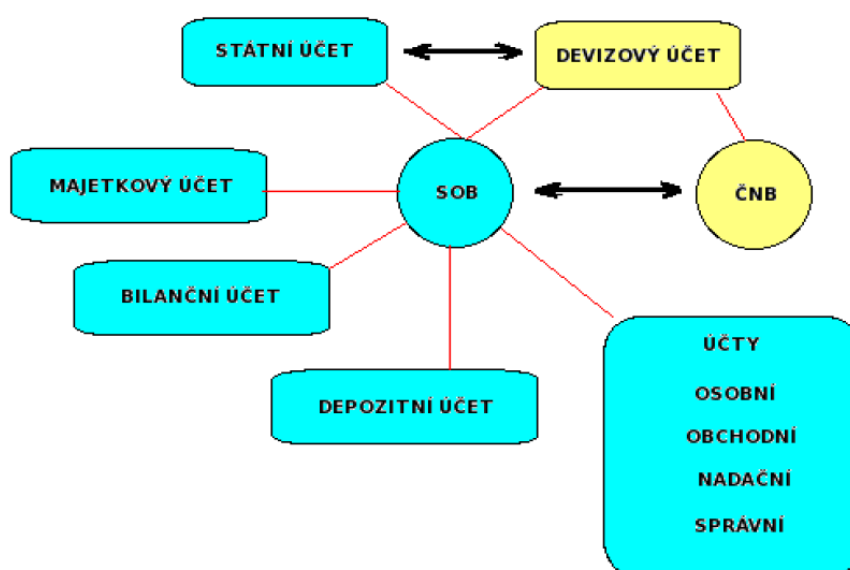 STÁTNÍ ÚČET
DEVIZOVÝ ÚČET
MAJETKOVÝ ÚČET
SOB
ČNB
BILANČNÍ ÚČET
DEPOZITNÍ ÚČET
ÚČTY
OSOBNÍ
OBCHODNÍ
NADAČNÍ
SPRÁVNÍ